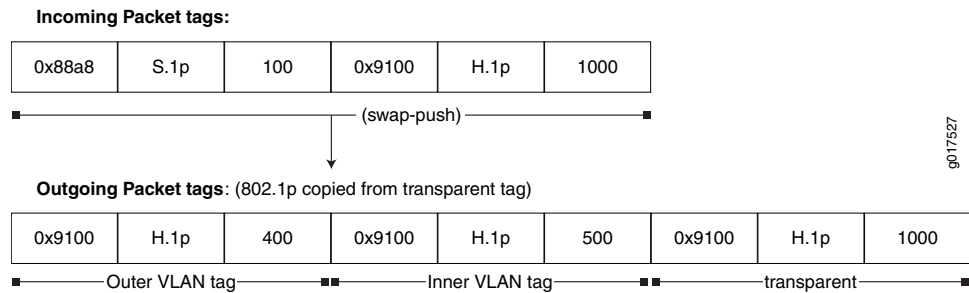 Incoming Packet tags:
0x88a8 S.1p 100 0x9100 H.1p 1000
(swap-push)
g017527
Outgoing Packet tags: (802.1p copied from transparent tag)
0x9100 H.1p 400 0x9100 H.1p 500 0x9100 H.1p 1000
Outer VLAN tag Inner VLAN tag transparent